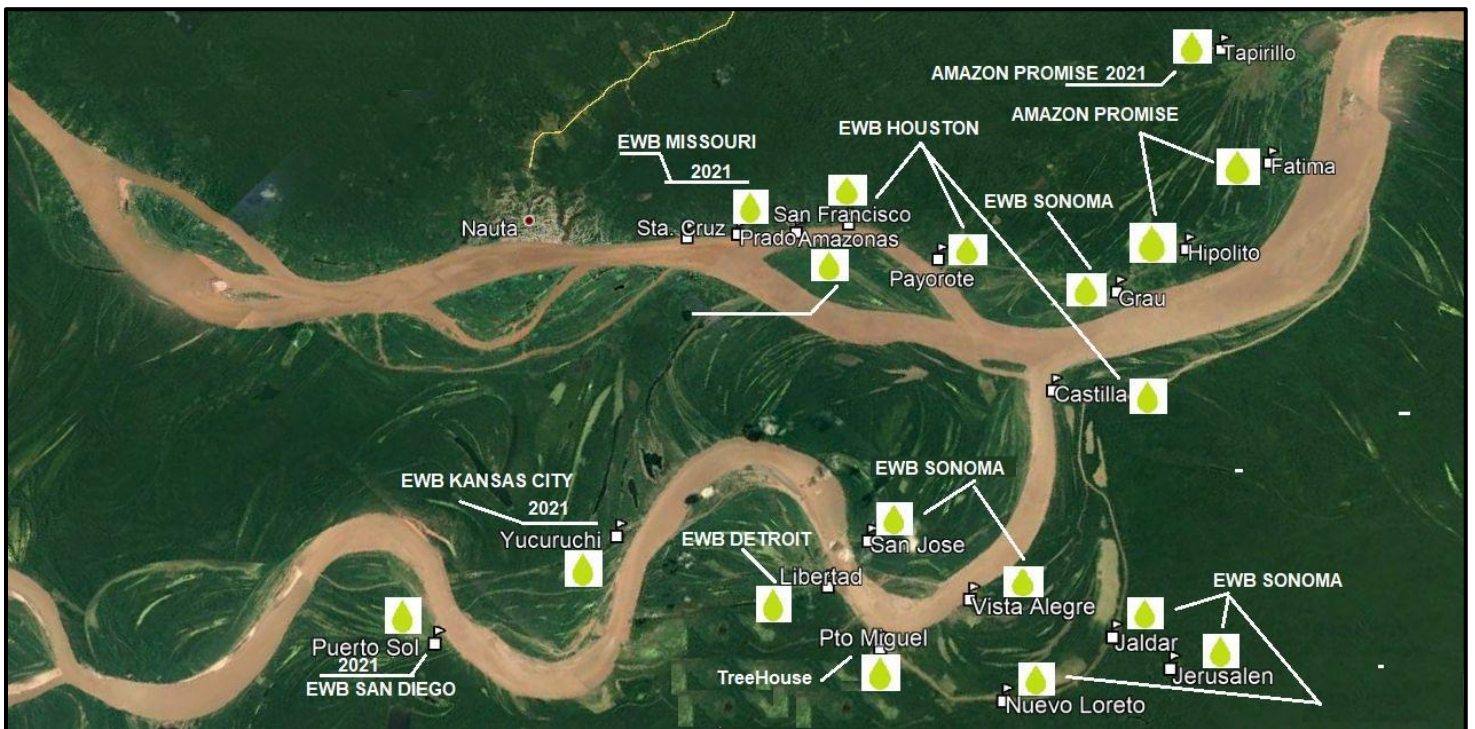 Tapirillo
AMAZON PROMISE 2021
AMAZON PROMISE
EWB HOUSTON
EWB MISSOURI
2021
Fatima
EWB SONOMA
San Francisco
Nauta
Sta. Cruz
Prado
Amazonas
Hipolito
Payorote
Grau
Castilla
EWB SONOMA
EWB KANSAS CITY
2021
Yucuruchi
EWB DETROIT
San Jose
Libertad
EWB SONOMA
Vista Alegre
Pto Miguel
Jaldar
Puerto Sol
2021
EWB SAN DIEGO
TreeHouse
Jerusalen
Nuevo Loreto